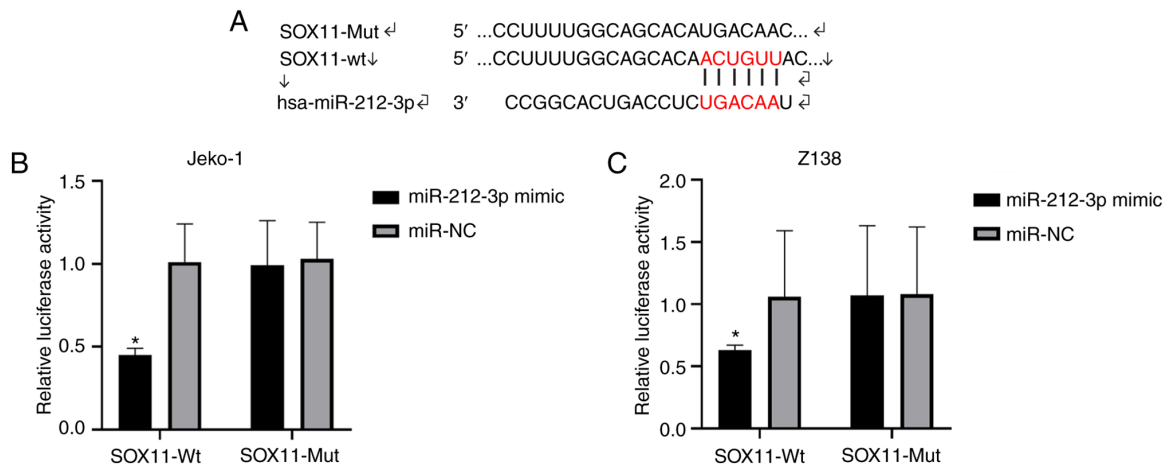 A
SOX11-Mut ↵ 5′ ...CCUUUUGGCAGCACAUGACAAC... ↵
SOX11-wt↓ 5′ ...CCUUUUGGCAGCACAACUGUUAC...↓
↓ ↵
hsa-miR-212-3p↵ 3′ CCGGCACUGACCUCUGACAAU ↵
B
Jeko-1
Relative luciferase activity
1.5
1.0
0.5
0.0
*
SOX11-Wt
SOX11-Mut
miR-212-3p mimic
miR-NC
C
Z138
Relative luciferase activity
2.0
1.5
1.0
0.5
0.0
*
SOX11-Wt
SOX11-Mut
miR-212-3p mimic
miR-NC